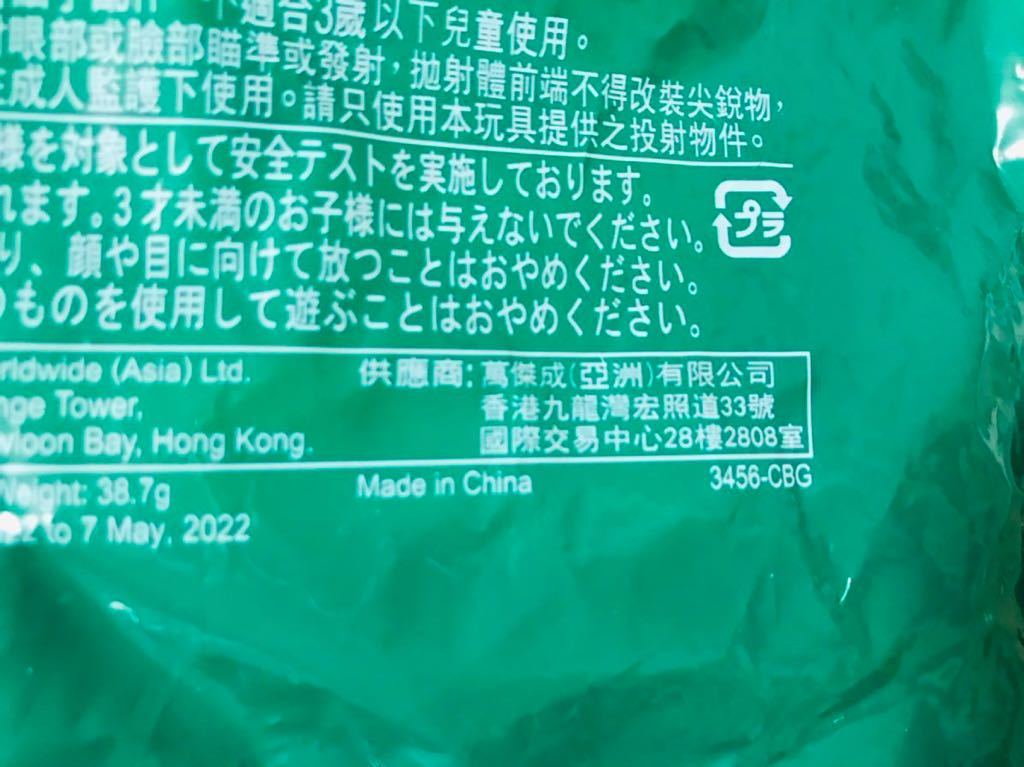 不適合3歲以下兒童使用。
眼部或臉部瞄準或發射，拋射體前端不得改裝尖銳物，
成人監護下使用。請只使用本玩具提供之投射物件。
様を対象として安全テストを実施しております。
れます。3才未満のお子様には与えないでください。
り、顔や目に向けて放つことはおやめください。
のものを使用して遊ぶことはおやめください。
プラ
rldwide (Asia) Ltd.
nge Tower,
wloon Bay, Hong Kong.
供應商: 萬傑成(亞洲)有限公司
香港九龍灣宏照道33號
國際交易中心28樓2808室
Weight: 38.7g
Made in China
3456-CBG
to 7 May, 2022